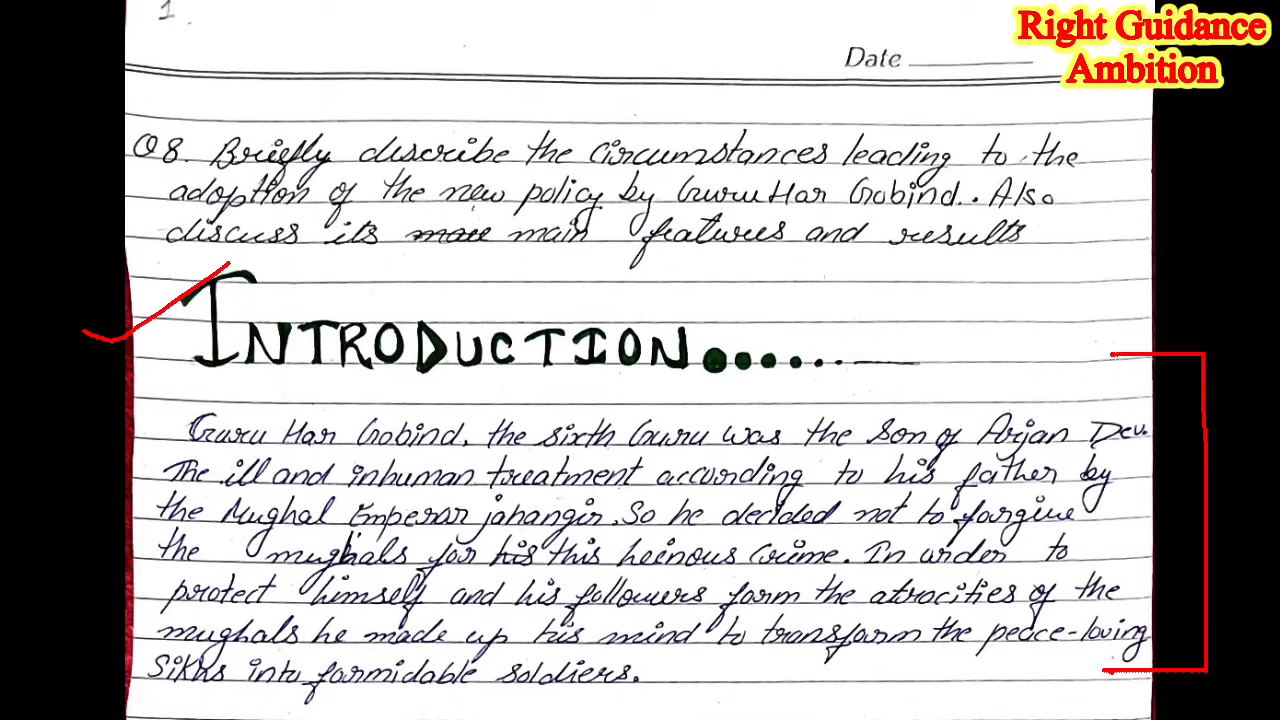 1
Right Guidance
Ambition
Date
Q8. Briefly describe the circumstances leading to the
adoption of the new policy by Guru Har Gobind.. Also
discuss its main features and results
INTRODUCTION........
Guru Har Gobind, the sixth Guru was the son of Arjan Dev.
The ill and inhuman treatment according to his father by
the Mughal Emperar jahangir. So he decided not to forgive
the mughals for his this heinous crime. In order to
protect himself and his followers form the atrocities of the
mughals he made up his mind to transform the peace-loving
Sikhs into formidable soldiers.